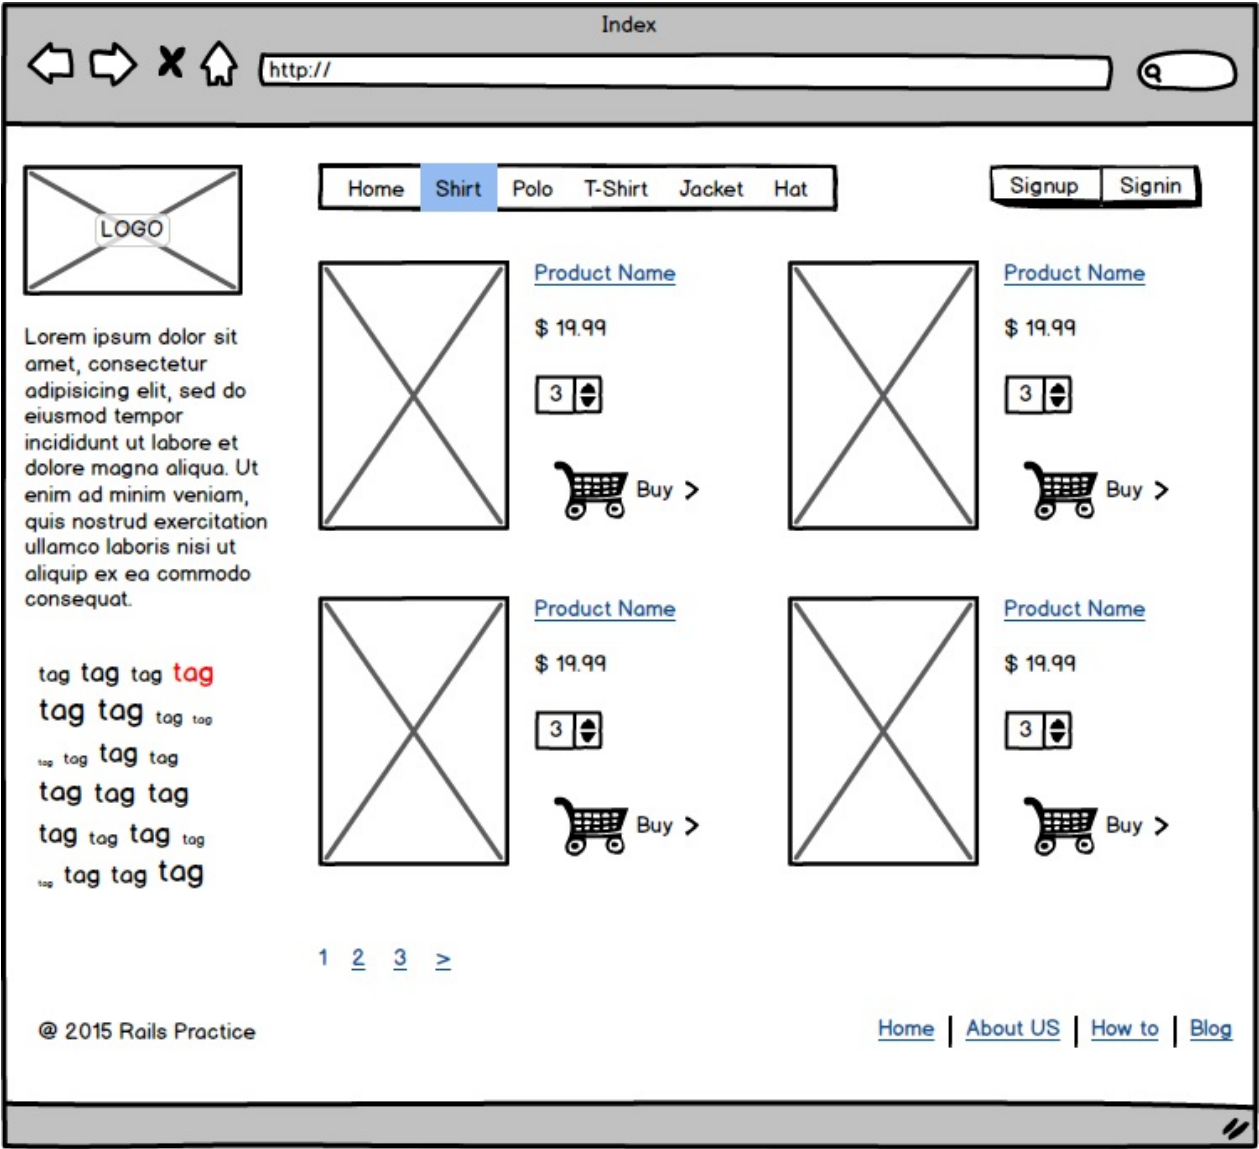 Index
http://
LOGO
Home Shirt Polo T-Shirt Jacket Hat
Signup Signin
Lorem ipsum dolor sit
amet, consectetur
adipisicing elit, sed do
eiusmod tempor
incididunt ut labore et
dolore magna aliqua. Ut
enim ad minim veniam,
quis nostrud exercitation
ullamco laboris nisi ut
aliquip ex ea commodo
consequat.
tag tag tag tag
tag tag tag tag
tag tag tag tag
tag tag tag
tag tag tag tag
tag tag tag tag
Product Name
$ 19.99
3
Buy >
Product Name
$ 19.99
3
Buy >
Product Name
$ 19.99
3
Buy >
Product Name
$ 19.99
3
Buy >
1 2 3 >
@ 2015 Rails Practice
Home | About US | How to | Blog